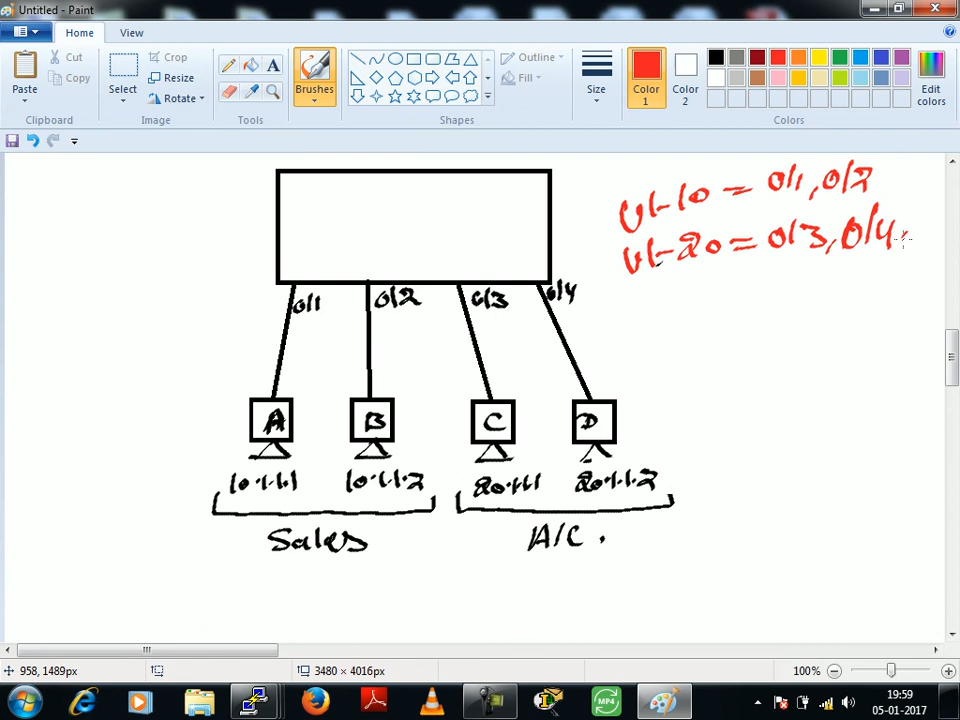 Untitled - Paint
Home View
Cut
Copy
Paste
Clipboard
Select
Crop
Resize
Rotate
Image
Tools
Brushes
Shapes
Outline
Fill
Size
Color 1
Color 2
Edit colors
Colors
Vl-10 = 0/1, 0/2
Vl-20 = 0/3, 0/4.
0/1 0/2 0/3 0/4
A B C D
10.1.1.1 10.1.1.2 20.1.1.1 20.1.1.2
Sales A/C.
958, 1489px 3480 × 4016px 100%
MP4
19:59
05-01-2017